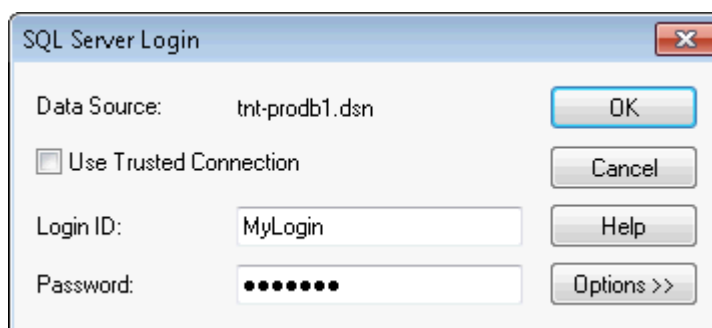 SQL Server Login
Data Source: tnt-prodb1.dsn OK
Use Trusted Connection Cancel
Login ID: MyLogin Help
Password: ●●●●●●● Options >>